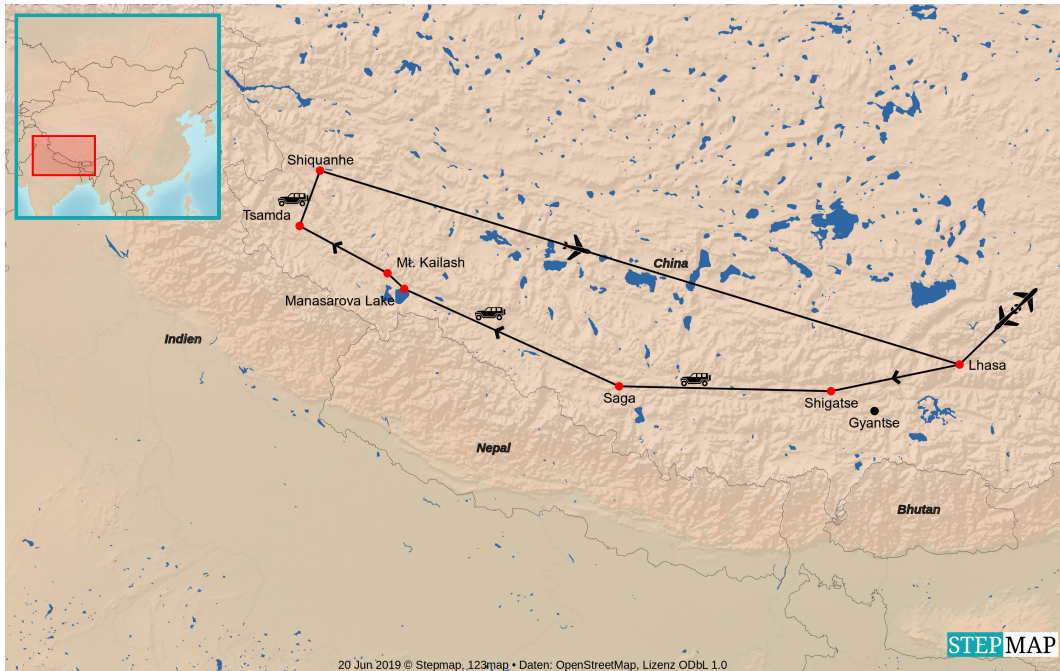 Shiquanhe
Tsamda
Mt. Kailash
China
Manasarova Lake
Indien
Lhasa
Saga
Shigatse
Gyantse
Nepal
Bhutan
STEPMAP
20 Jun 2019 © Stepmap, 123map • Daten: OpenStreetMap, Lizenz ODbL 1.0